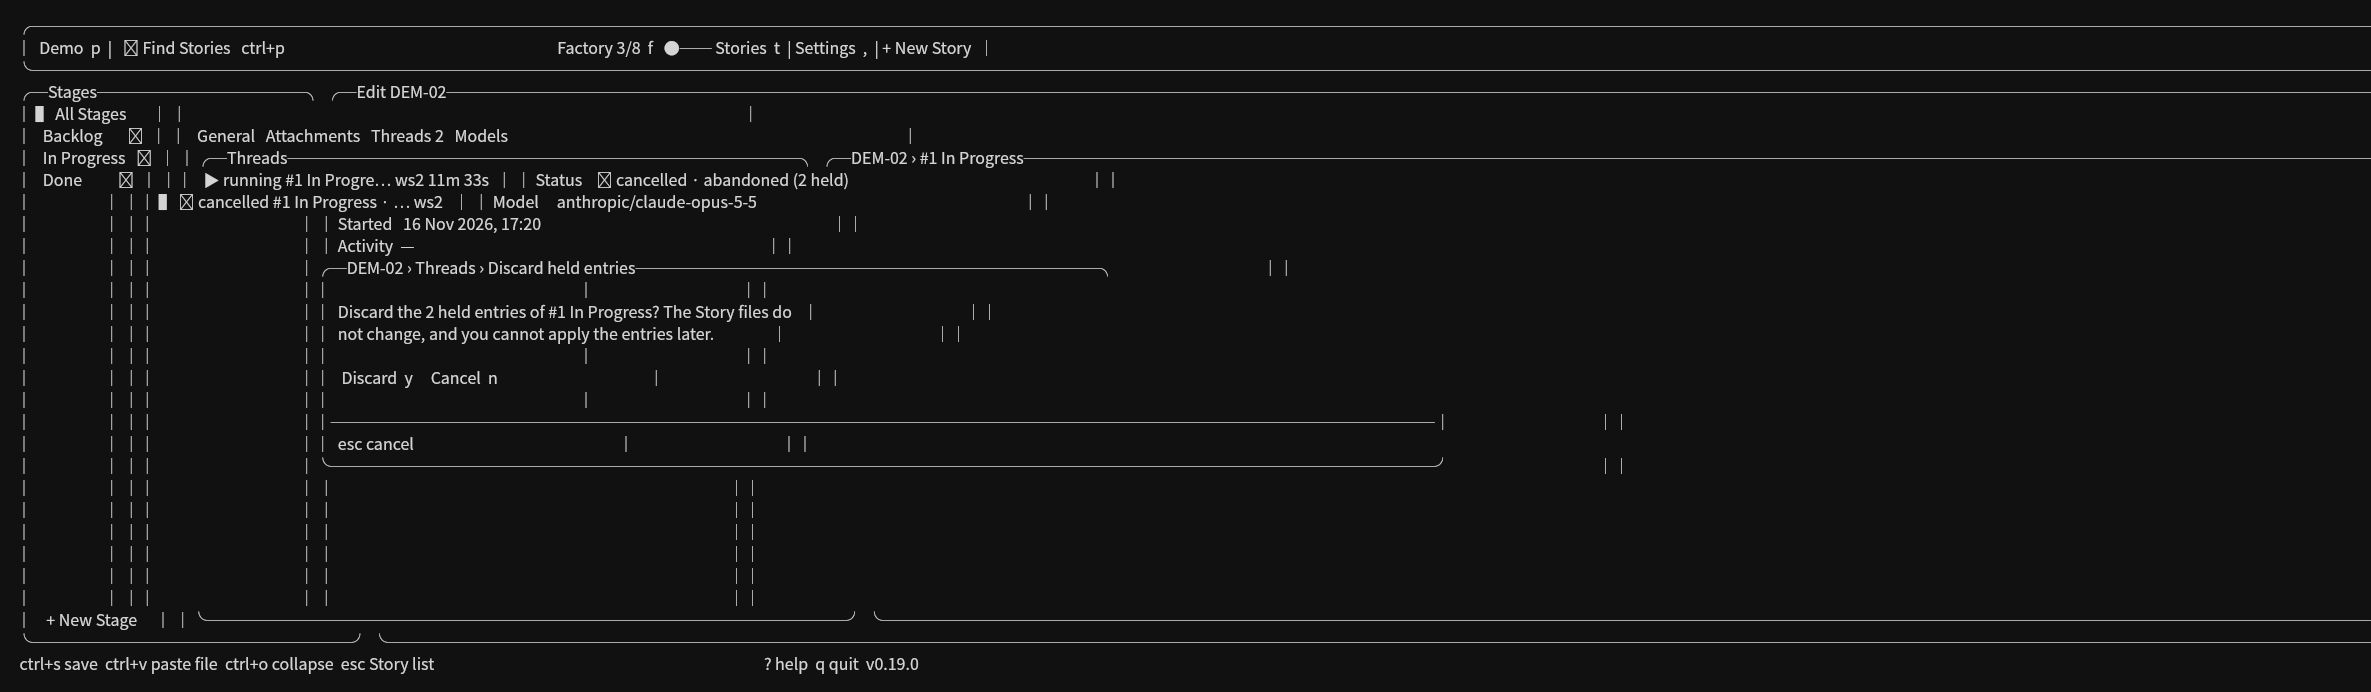 Demo p | Find Stories ctrl+p Factory 3/8 f ●── Stories t | Settings , | + New Story
Stages Edit DEM-02
All Stages
Backlog General Attachments Threads 2 Models
In Progress Threads DEM-02 › #1 In Progress
Done ▶ running #1 In Progre… ws2 11m 33s Status cancelled · abandoned (2 held)
cancelled #1 In Progress · … ws2 Model anthropic/claude-opus-5-5
Started 16 Nov 2026, 17:20
Activity —
DEM-02 › Threads › Discard held entries
Discard the 2 held entries of #1 In Progress? The Story files do
not change, and you cannot apply the entries later.
Discard y Cancel n
esc cancel
+ New Stage
ctrl+s save ctrl+v paste file ctrl+o collapse esc Story list ? help q quit v0.19.0